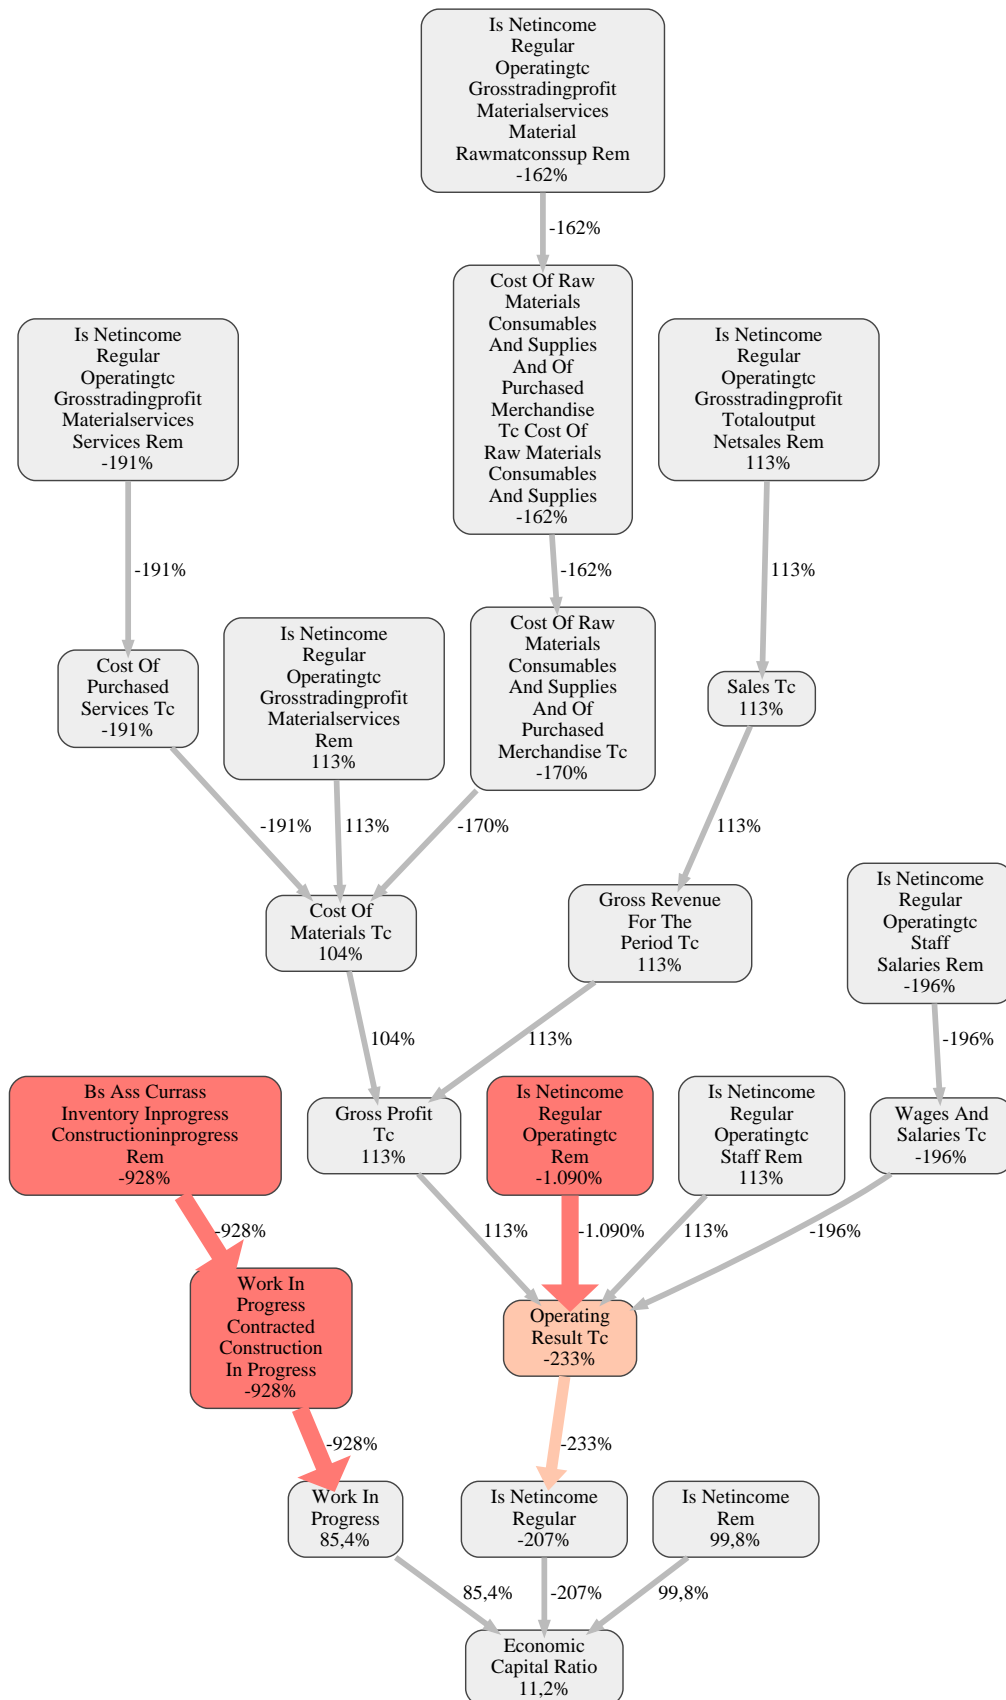 Is Netincome
Regular
Operatingtc
Grosstradingprofit
Materialservices
Material
Rawmatconssup Rem
-162%
-162%
Cost Of Raw
Materials
Consumables
And Supplies
And Of
Purchased
Merchandise
Tc Cost Of
Raw Materials
Consumables
And Supplies
-162%
Is Netincome
Regular
Operatingtc
Grosstradingprofit
Materialservices
Services Rem
-191%
Is Netincome
Regular
Operatingtc
Grosstradingprofit
Totaloutput
Netsales Rem
113%
-191%
-162%
113%
Cost Of
Purchased
Services Tc
-191%
Is Netincome
Regular
Operatingtc
Grosstradingprofit
Materialservices
Rem
113%
Cost Of Raw
Materials
Consumables
And Supplies
And Of
Purchased
Merchandise Tc
-170%
Sales Tc
113%
-191%
113%
-170%
113%
Cost Of
Materials Tc
104%
Gross Revenue
For The
Period Tc
113%
Is Netincome
Regular
Operatingtc
Staff
Salaries Rem
-196%
104%
113%
-196%
Bs Ass Currass
Inventory Inprogress
Constructioninprogress
Rem
-928%
Gross Profit
Tc
113%
Is Netincome
Regular
Operatingtc
Rem
-1.090%
Is Netincome
Regular
Operatingtc
Staff Rem
113%
Wages And
Salaries Tc
-196%
-928%
113%
-1.090%
113%
-196%
Work In
Progress
Contracted
Construction
In Progress
-928%
Operating
Result Tc
-233%
-928%
-233%
Work In
Progress
85,4%
Is Netincome
Regular
-207%
Is Netincome
Rem
99,8%
85,4%
-207%
99,8%
Economic
Capital Ratio
11,2%